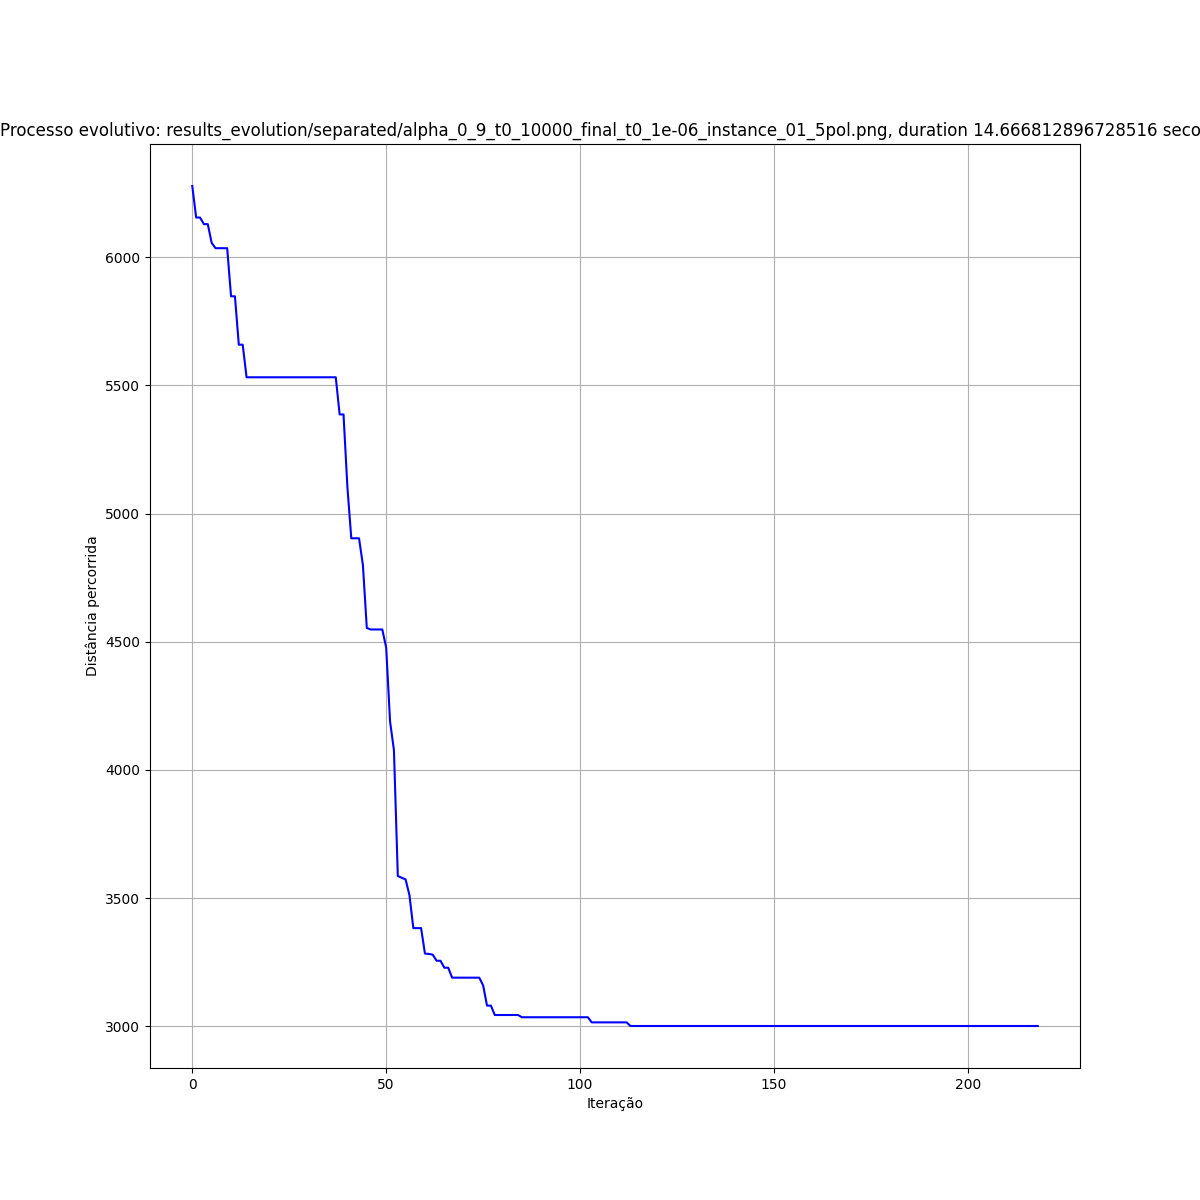 Processo evolutivo: results_evolution/separated/alpha_0_9_t0_10000_final_t0_1e-06_instance_01_5pol.png, duration 14.666812896728516 seco
6000
5500
5000
4500
4000
3500
3000
Distância percorrida
0 50 100 150 200
Iteração